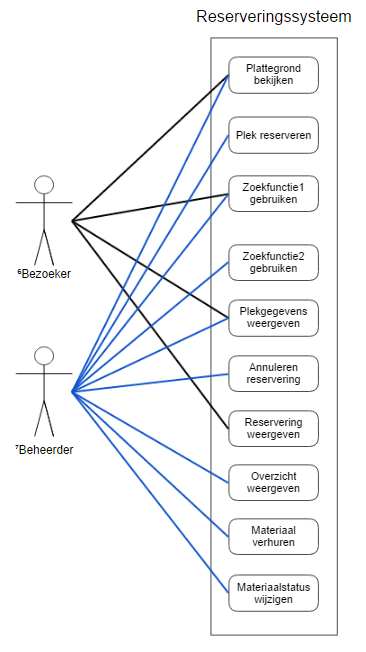 Reserveringssysteem
Plattegrond
bekijken
Plek reserveren
Zoekfunctie1
gebruiken
Zoekfunctie2
gebruiken
⁶Bezoeker
Plekgegevens
weergeven
Annuleren
reservering
⁷Beheerder
Reservering
weergeven
Overzicht
weergeven
Materiaal
verhuren
Materiaalstatus
wijzigen